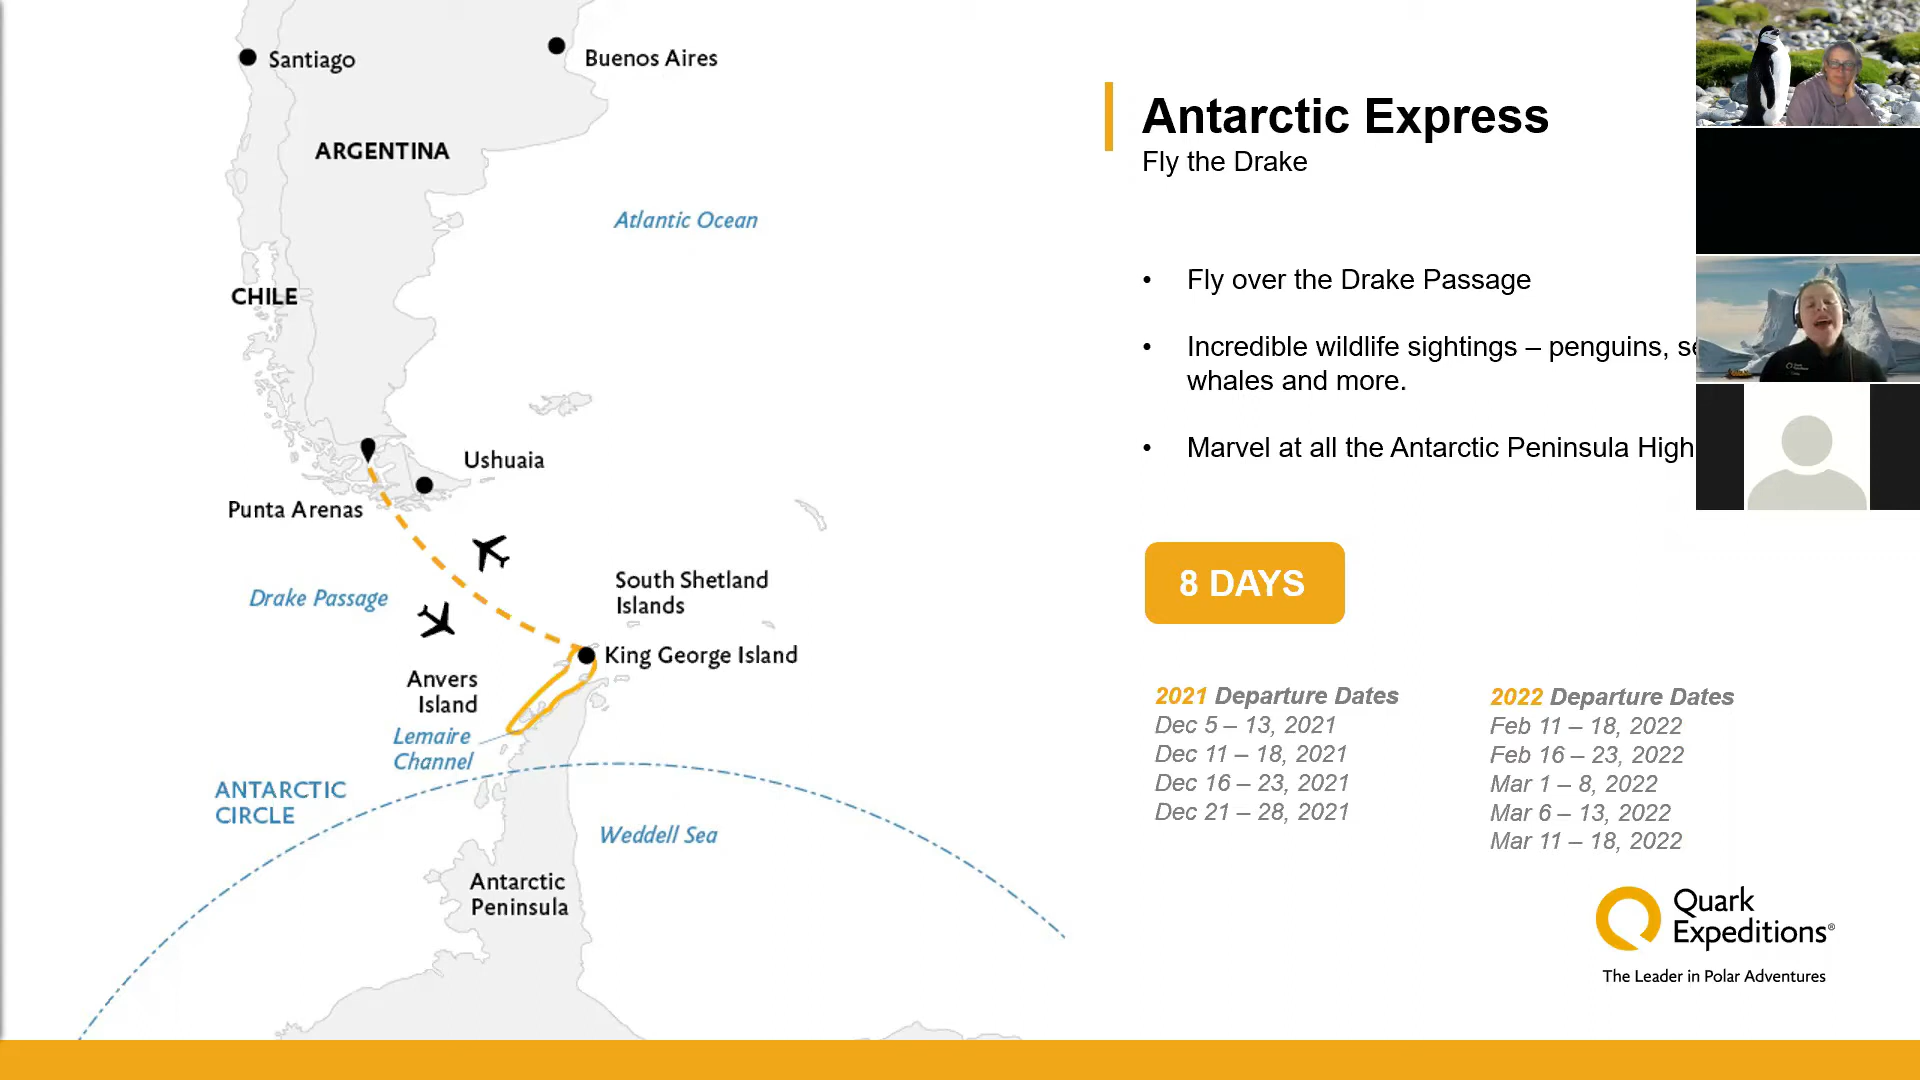 Santiago
Buenos Aires
ARGENTINA
Atlantic Ocean
CHILE
Ushuaia
Punta Arenas
Drake Passage
South Shetland
Islands
King George Island
Anvers
Island
Lemaire
Channel
ANTARCTIC
CIRCLE
Weddell Sea
Antarctic
Peninsula
Antarctic Express
Fly the Drake
• Fly over the Drake Passage
• Incredible wildlife sightings – penguins,
whales and more.
• Marvel at all the Antarctic Peninsula High
8 DAYS
2021 Departure Dates
Dec 5 – 13, 2021
Dec 11 – 18, 2021
Dec 16 – 23, 2021
Dec 21 – 28, 2021
2022 Departure Dates
Feb 11 – 18, 2022
Feb 16 – 23, 2022
Mar 1 – 8, 2022
Mar 6 – 13, 2022
Mar 11 – 18, 2022
Quark
Expeditions®
The Leader in Polar Adventures